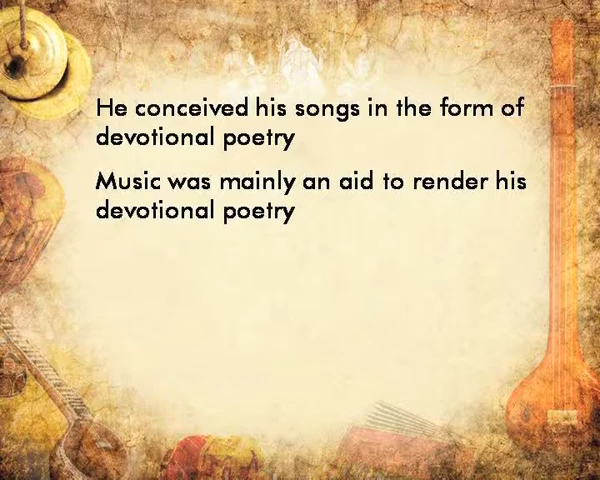 He conceived his songs in the form of
devotional poetry
Music was mainly an aid to render his
devotional poetry